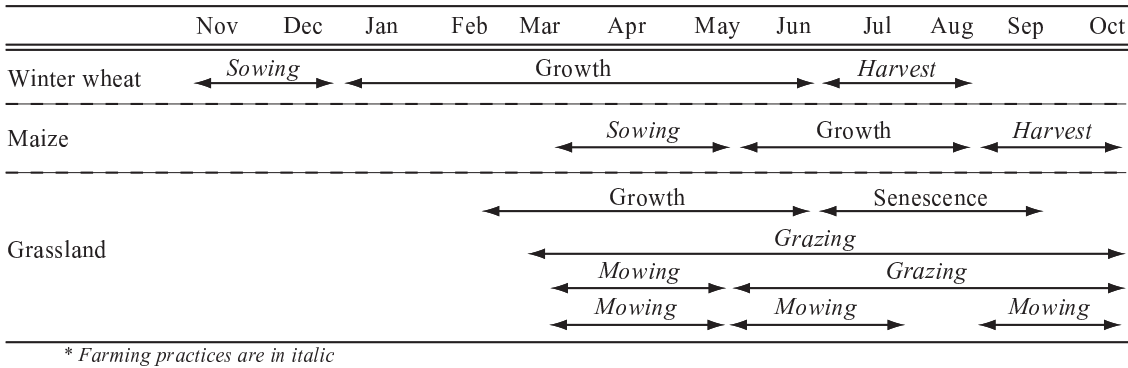 Nov Dec Jan Feb Mar Apr May Jun Jul Aug Sep Oct
Winter wheat Sowing Growth Harvest
Maize Sowing Growth Harvest
Growth Senescence
Grassland Grazing
Mowing Grazing
Mowing Mowing Mowing
* Farming practices are in italic